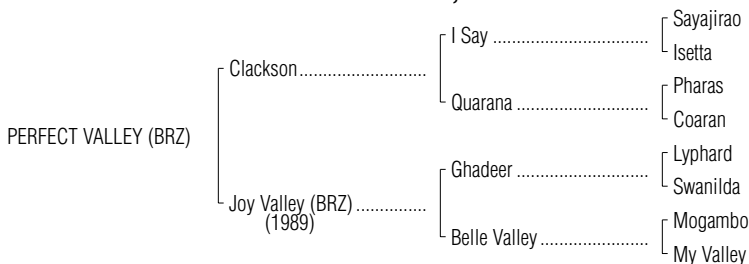 Sayajirao
I Say ..........................................
Isetta
Clackson...........................
Pharas
Quarana ...................................
Coaran
PERFECT VALLEY (BRZ)
Lyphard
Ghadeer ...................................
Swanilda
Joy Valley (BRZ) ...............
(1989)
Mogambo
Belle Valley..............................
My Valley